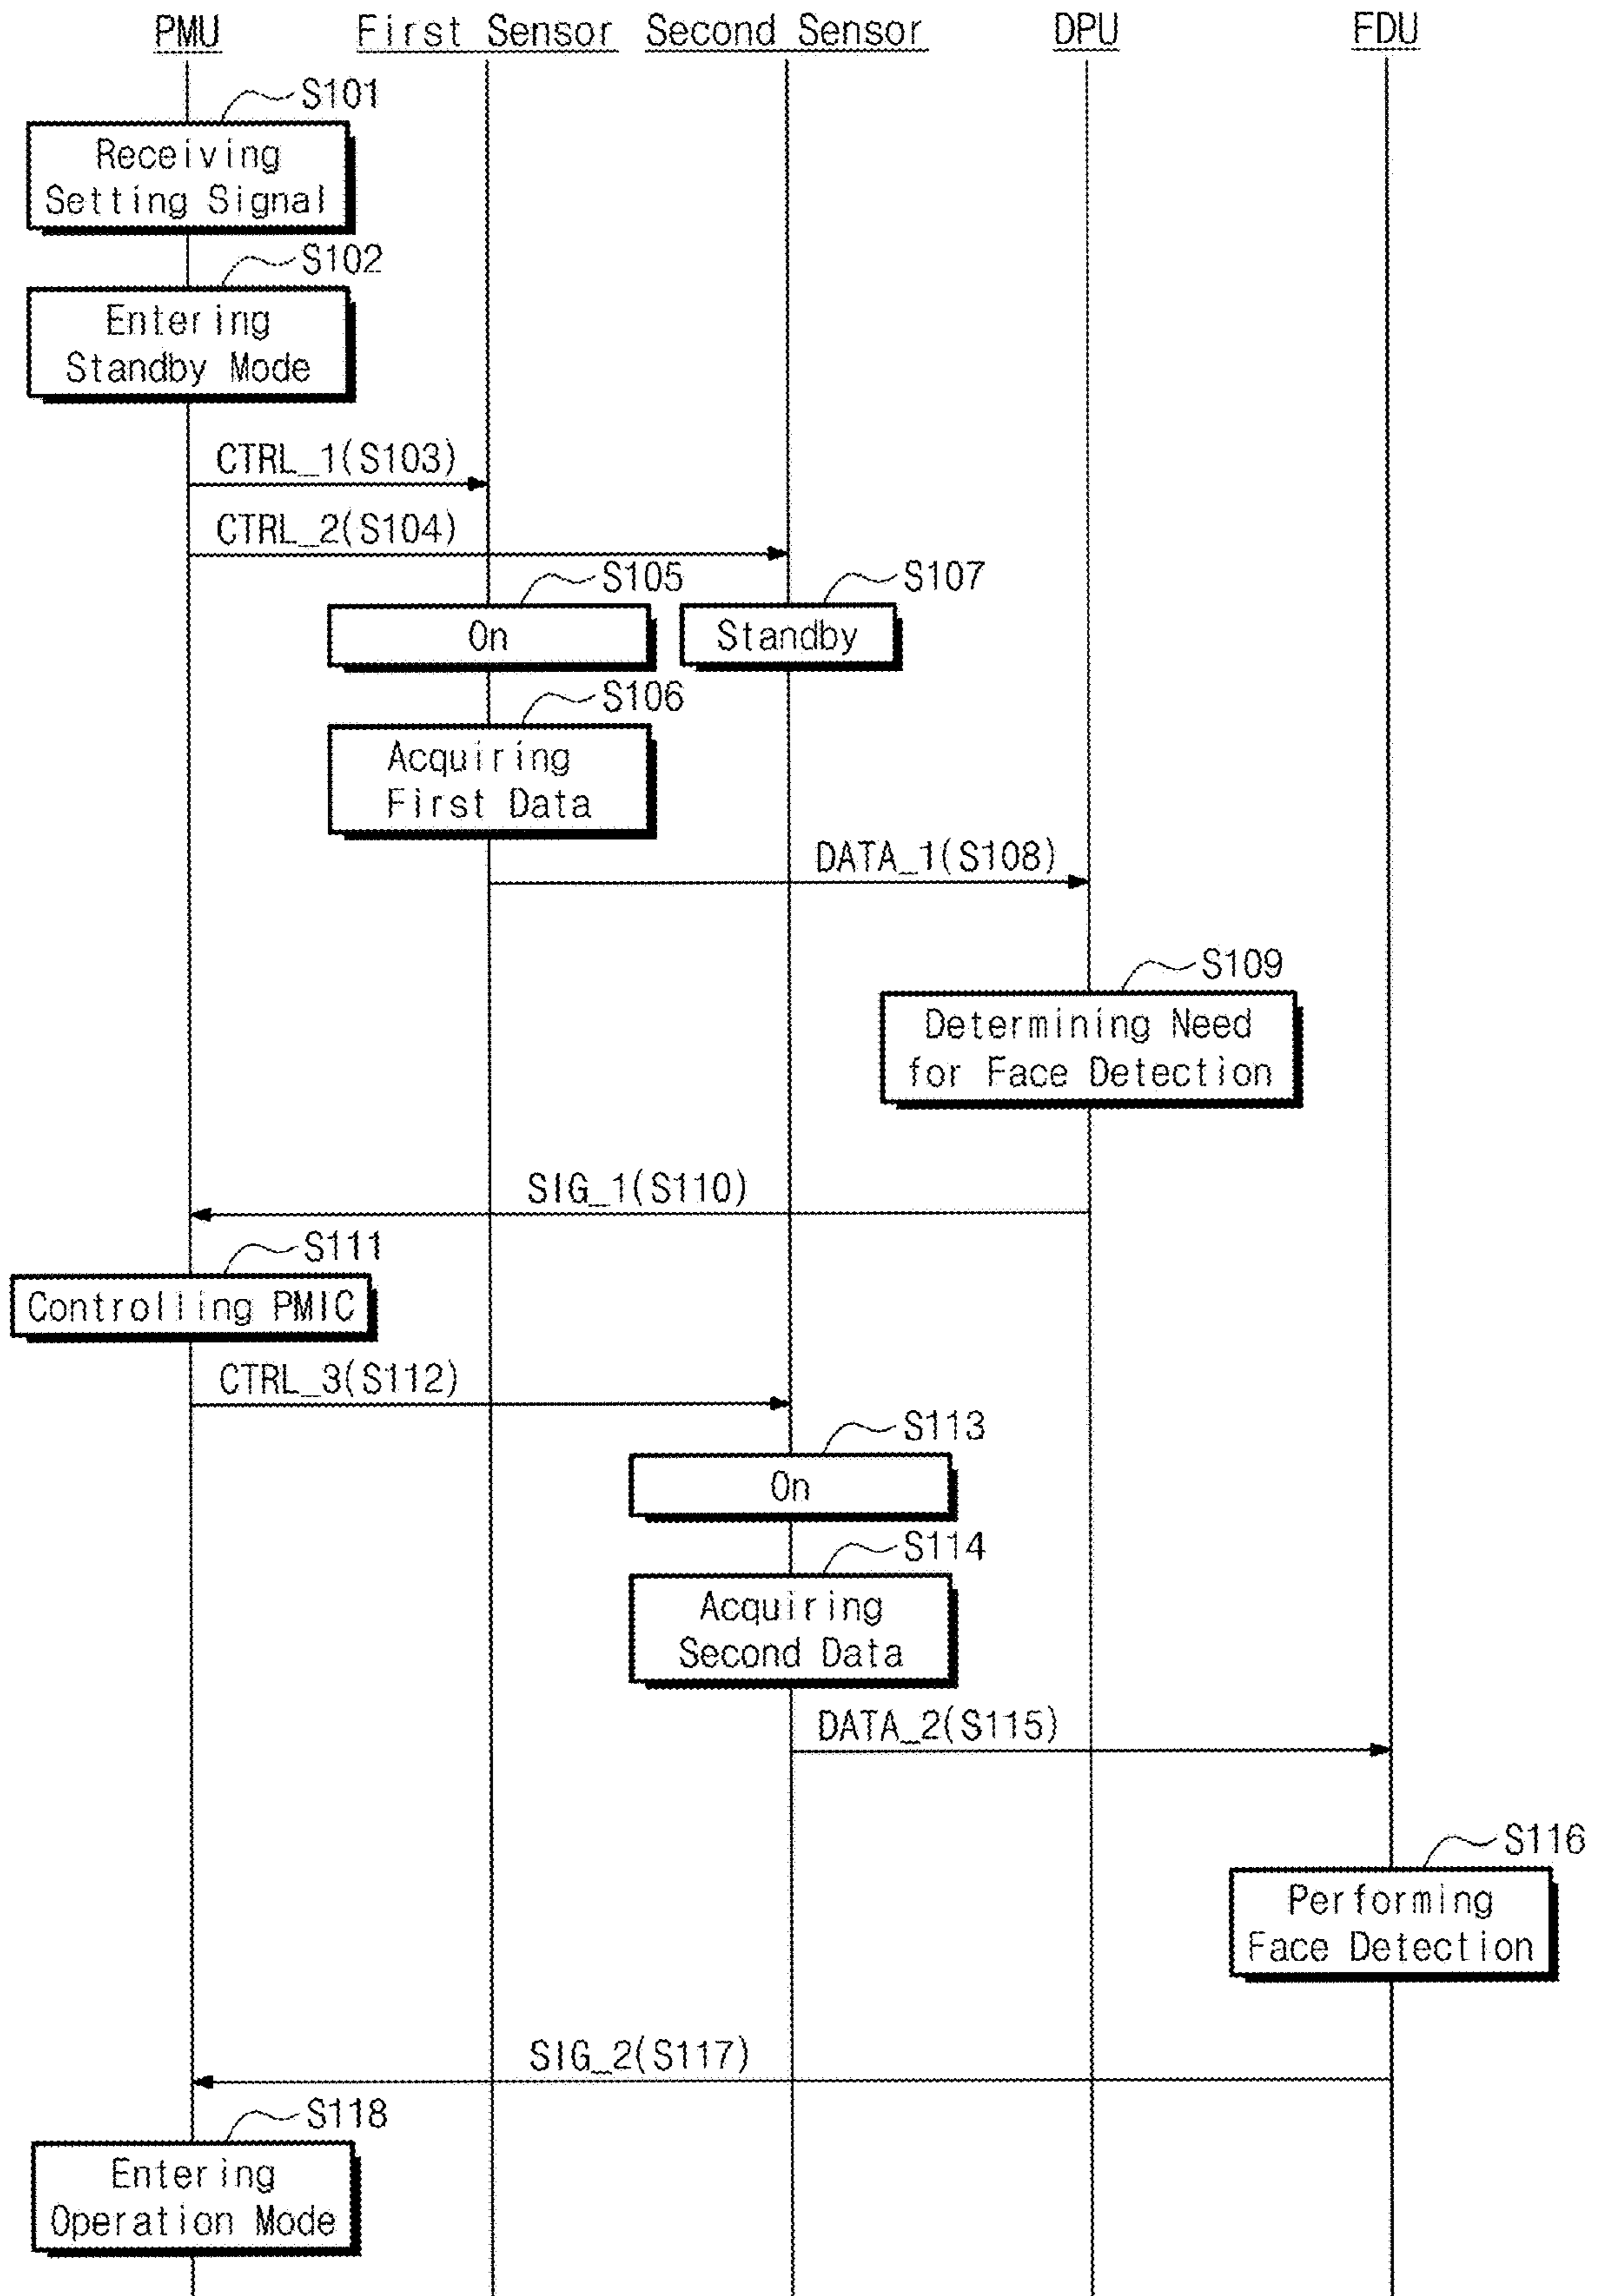 PMU First Sensor Second Sensor DPU FDU
S101
Receiving
Setting Signal
S102
Entering
Standby Mode
CTRL_1(S103)
CTRL_2(S104)
S105
On
S107
Standby
S106
Acquiring
First Data
DATA_1(S108)
S109
Determining Need
for Face Detection
SIG_1(S110)
S111
Controlling PMIC
CTRL_3(S112)
S113
On
S114
Acquiring
Second Data
DATA_2(S115)
S116
Performing
Face Detection
SIG_2(S117)
S118
Entering
Operation Mode